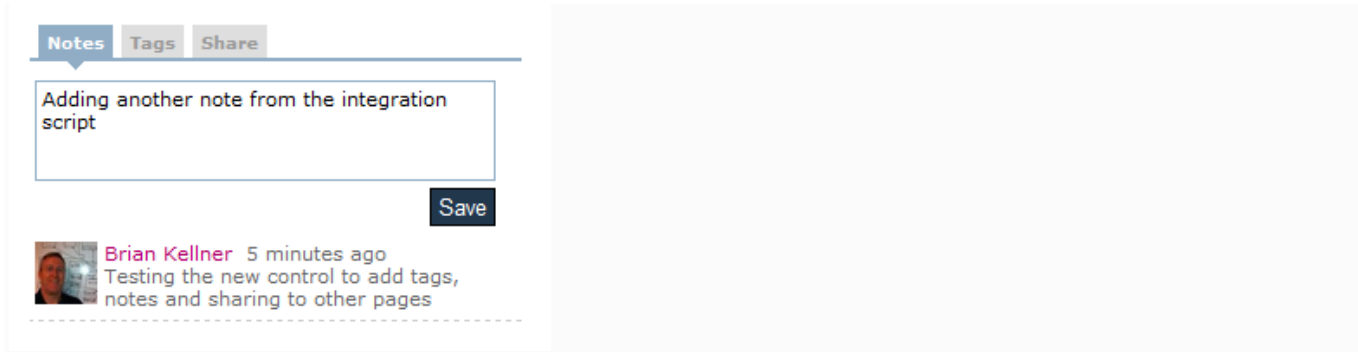 Notes Tags Share
Adding another note from the integration
script
Save
Brian Kellner 5 minutes ago
Testing the new control to add tags,
notes and sharing to other pages